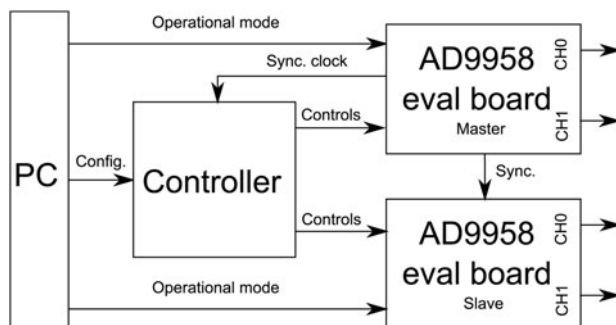 Operational mode
Sync. clock
AD9958
eval board
Master
CH0
CH1
Controls
PC
Config.
Controller
Sync.
Controls
AD9958
eval board
Slave
CH0
CH1
Operational mode